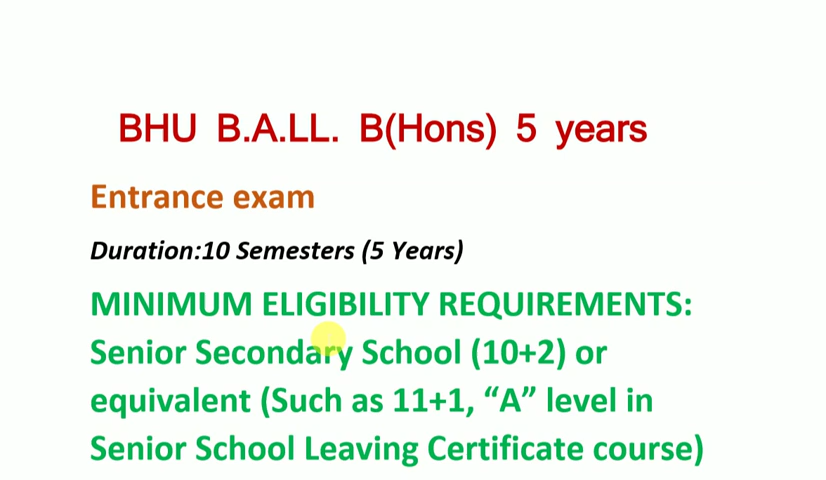 BHU B.A.LL. B(Hons) 5 years
Entrance exam
Duration:10 Semesters (5 Years)
MINIMUM ELIGIBILITY REQUIREMENTS:
Senior Secondary School (10+2) or
equivalent (Such as 11+1, “A” level in
Senior School Leaving Certificate course)